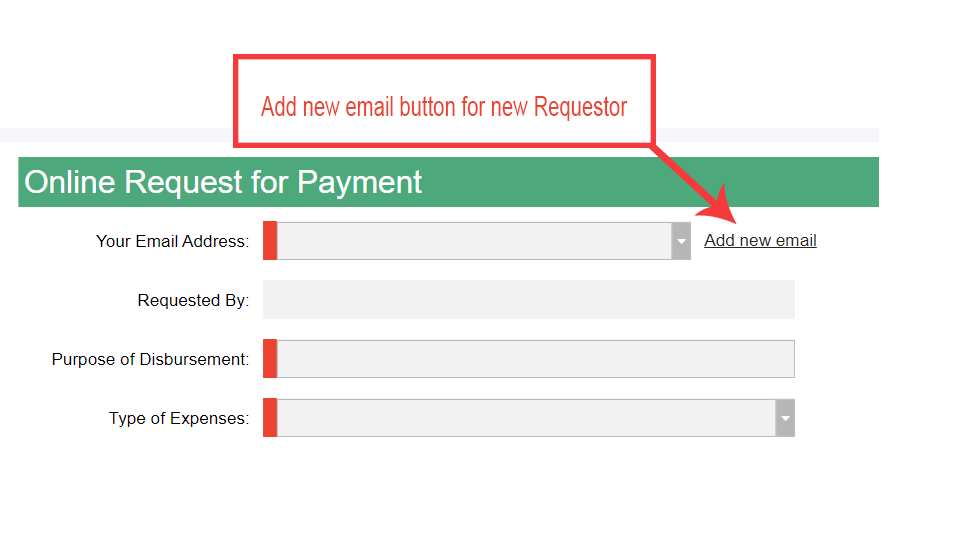 Add new email button for new Requestor
Online Request for Payment
Your Email Address:
Add new email
Requested By:
Purpose of Disbursement:
Type of Expenses: